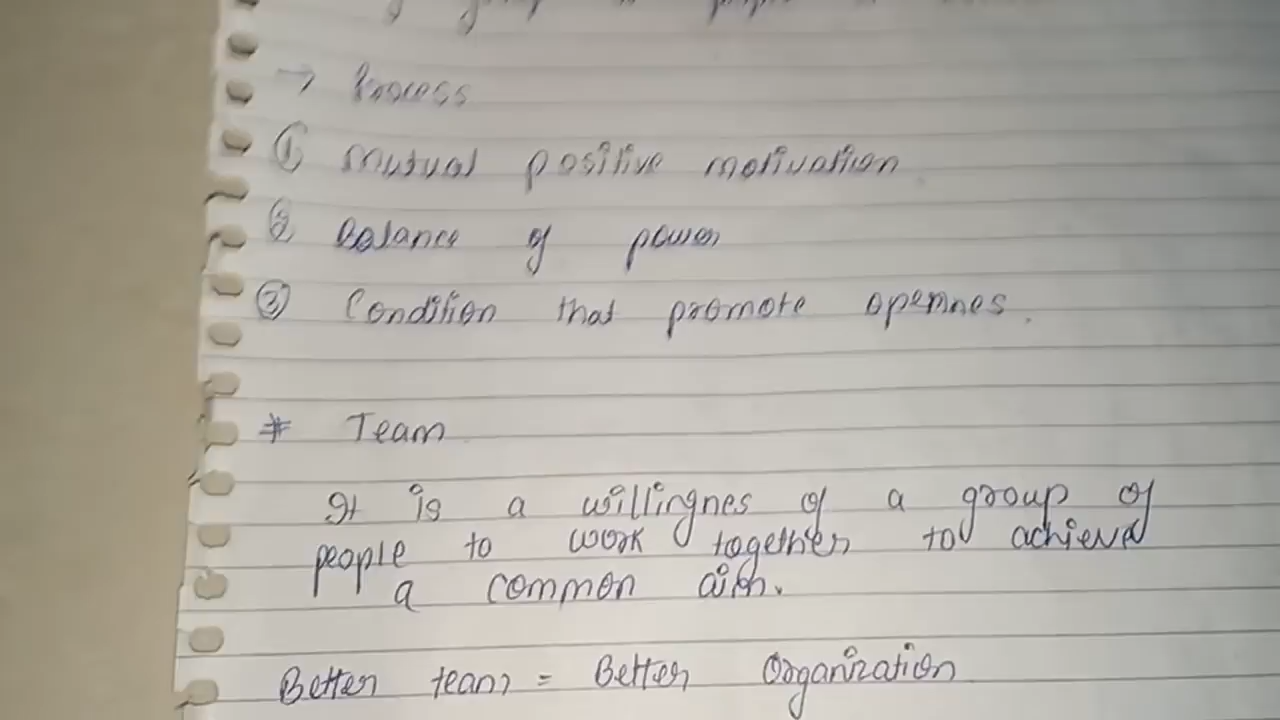 → Process
① Mutual positive motivation
② Balance of power
③ Condition that promote openness.
# Team
It is a willingnes of a group of
people to work together to achieve
a common aim.
Better team = Better Organization